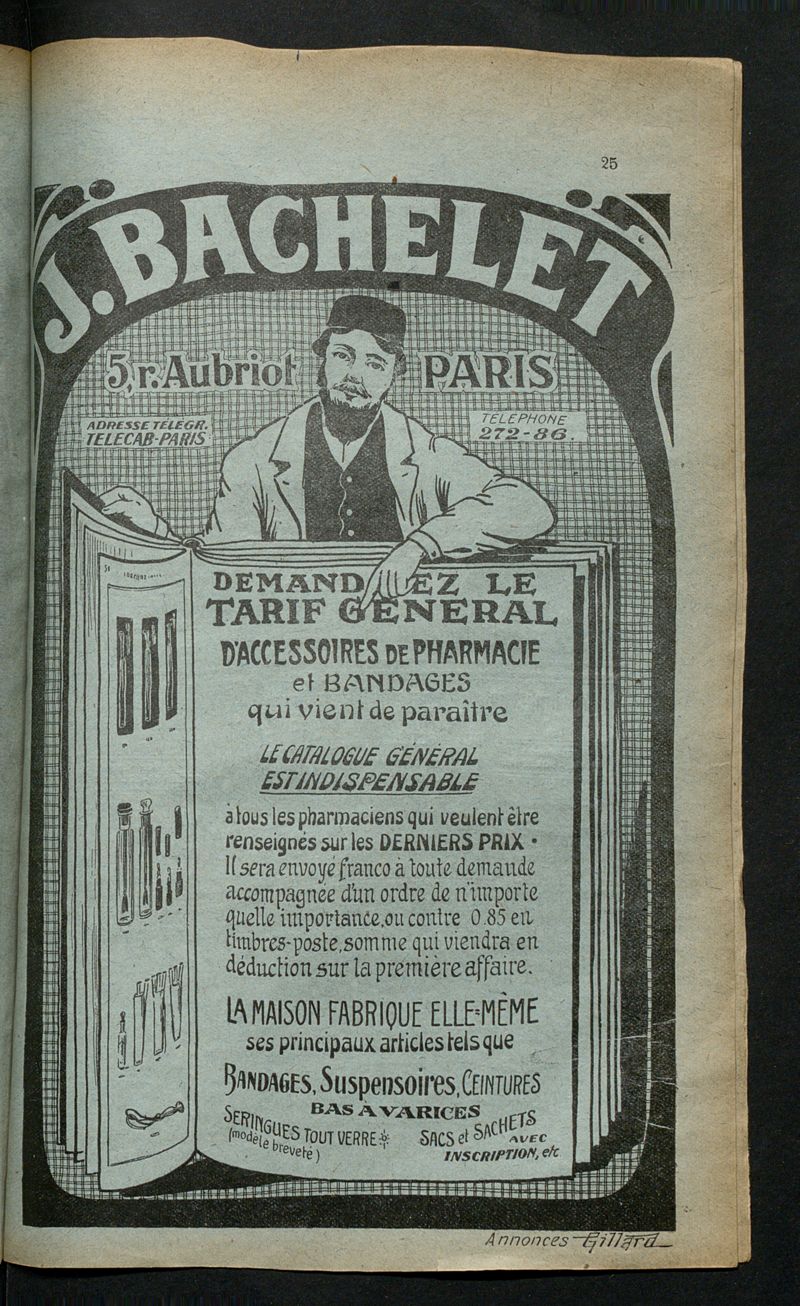 25
J. BACHELET
5, r. Aubriot PARIS
ADRESSE TÉLÉGR.
TELECAB-PARIS
TÉLÉPHONE
272-86.
DEMANDEZ LE
TARIF GÉNÉRAL
D'ACCESSOIRES DE PHARMACIE
et BANDAGES
qui vient de paraître
LE CATALOGUE GÉNÉRAL
EST INDISPENSABLE
à tous les pharmaciens qui veulent être
renseignés sur les DERNIERS PRIX.
Il sera envoyé franco à toute demande
accompagnée d'un ordre de n'importe
quelle importance, ou contre 0.85 en
timbres-poste, somme qui viendra en
déduction sur la première affaire.
LA MAISON FABRIQUE ELLE-MÊME
ses principaux articles tels que
BANDAGES, Suspensoires, CEINTURES
BAS À VARICES
SERINGUES TOUT VERRE
(modèle breveté)
SACS et SACHETS
AVEC
INSCRIPTION, etc
Annonces Gillard